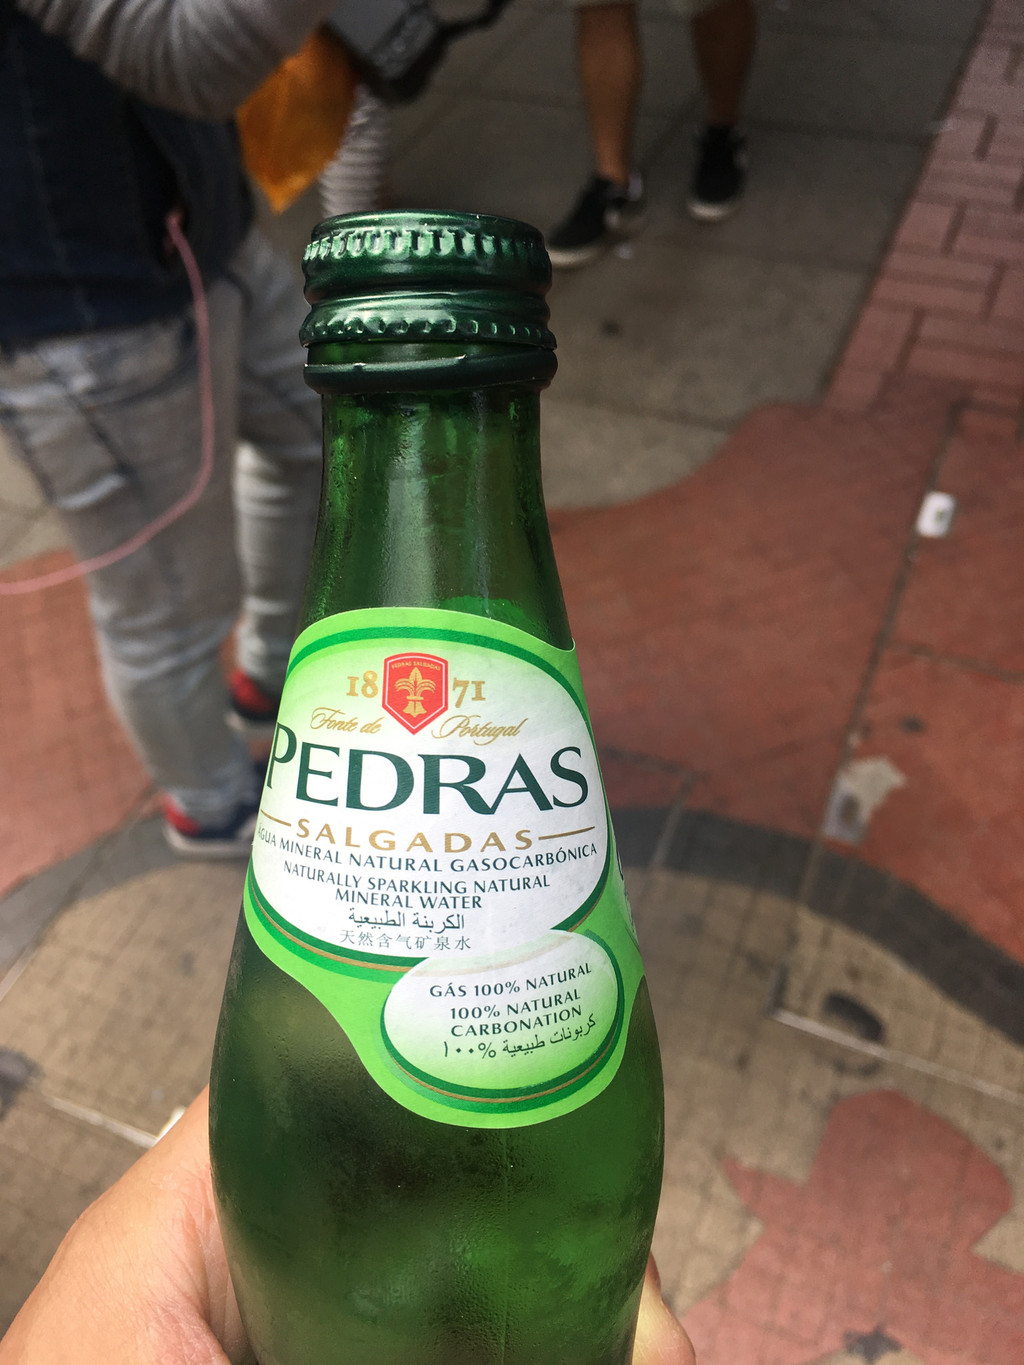 PEDRAS SALGADAS
18 71
Fonte de Portugal
PEDRAS
SALGADAS
ÁGUA MINERAL NATURAL GASOCARBÓNICA
NATURALLY SPARKLING NATURAL
MINERAL WATER
الكربنة الطبيعية
天然含气矿泉水
GÁS 100% NATURAL
100% NATURAL
CARBONATION
كربونات طبيعية %١٠٠